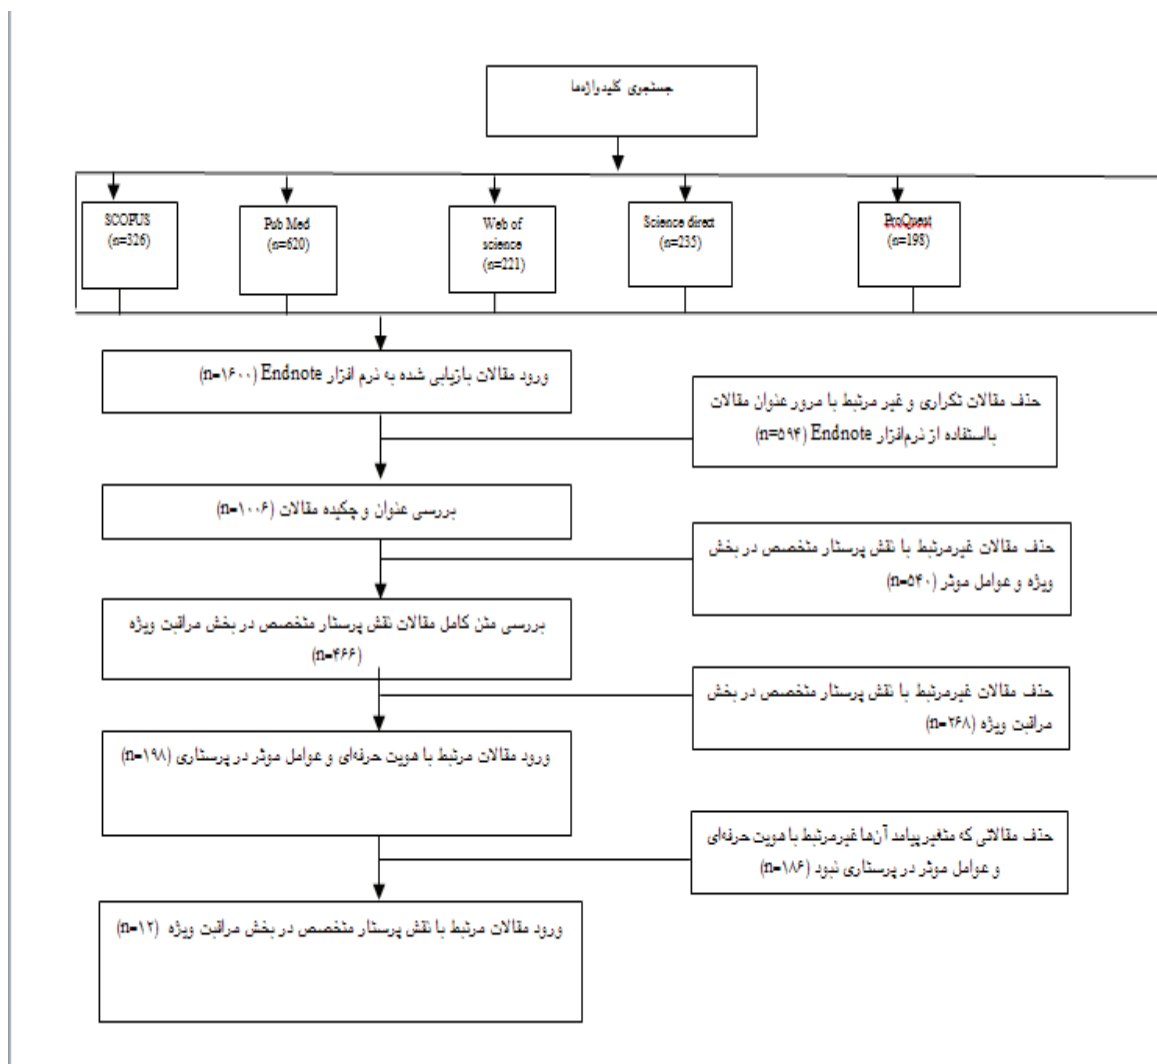 جستجوی کلیدواژه‌ها
SCOPUS
(n=326)
Pub Med
(n=620)
Web of
science
(n=221)
Science direct
(n=235)
ProQuest
(n=198)
ورود مقالات بازیابی شده به نرم افزار Endnote (n=۱۶۰۰)
حذف مقالات تکراری و غیر مرتبط با مرور عنوان مقالات
بااستفاده از نرم‌افزار Endnote (n=۵۹۴)
بررسی عنوان و چکیده مقالات (n=۱۰۰۶)
حذف مقالات غیرمرتبط با نقش پرستار متخصص در بخش
ویژه و عوامل موثر (n=۵۴۰)
بررسی متن کامل مقالات نقش پرستار متخصص در بخش مراقبت ویژه
(n=۴۶۶)
حذف مقالات غیرمرتبط با نقش پرستار متخصص در بخش
مراقبت ویژه (n=۲۶۸)
ورود مقالات مرتبط با هویت حرفه‌ای و عوامل موثر در پرستاری (n=۱۹۸)
حذف مقالاتی که متغیر پیامد آن‌ها غیرمرتبط با هویت حرفه‌ای
و عوامل موثر در پرستاری نبود (n=۱۸۶)
ورود مقالات مرتبط با نقش پرستار متخصص در بخش مراقبت ویژه (n=۱۲)